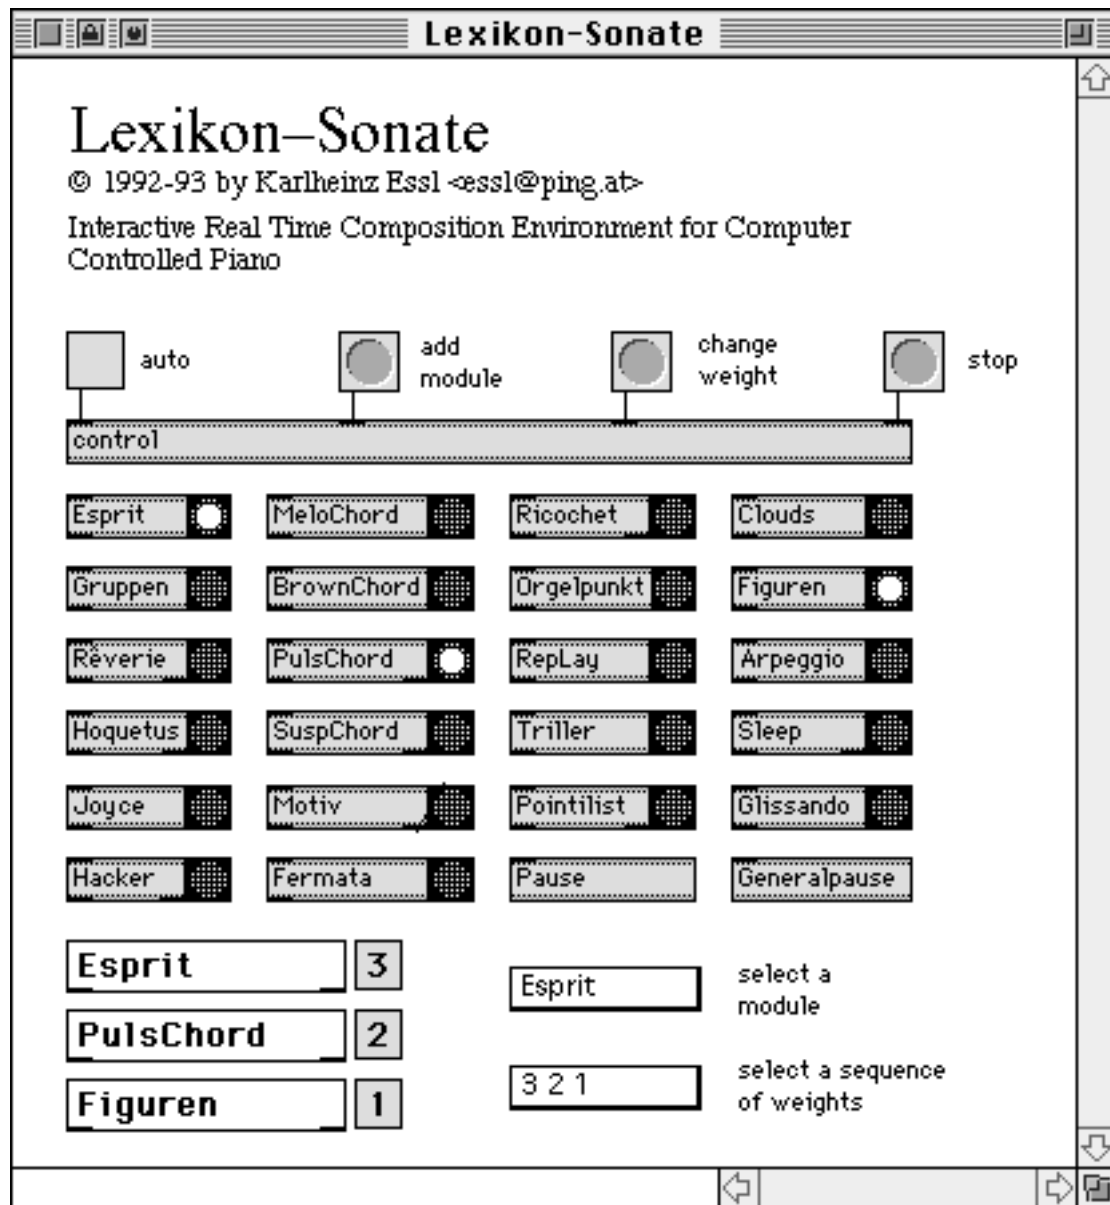 Lexikon-Sonate
Lexikon–Sonate
© 1992-93 by Karlheinz Essl <essl@ping.at>
Interactive Real Time Composition Environment for Computer
Controlled Piano
auto
add
module
change
weight
stop
control
Esprit MeloChord Ricochet Clouds
Gruppen BrownChord Orgelpunkt Figuren
Rêverie PulsChord RepLay Arpeggio
Hoquetus SuspChord Triller Sleep
Joyce Motiv Pointilist Glissando
Hacker Fermata Pause Generalpause
Esprit 3
PulsChord 2
Figuren 1
Esprit
select a
module
3 2 1
select a sequence
of weights